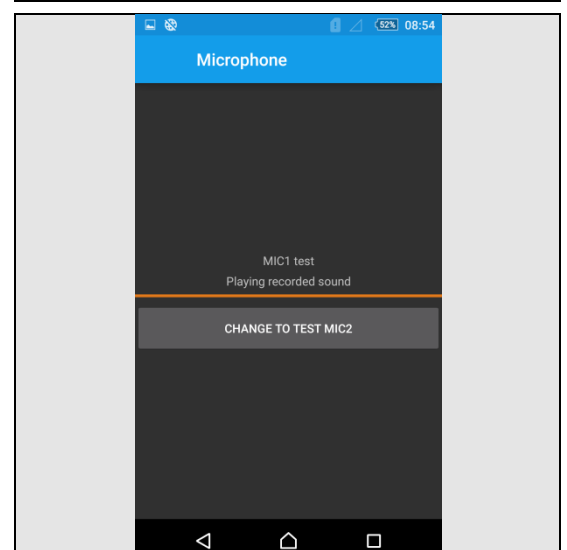 52% 08:54
Microphone
MIC1 test
Playing recorded sound
CHANGE TO TEST MIC2